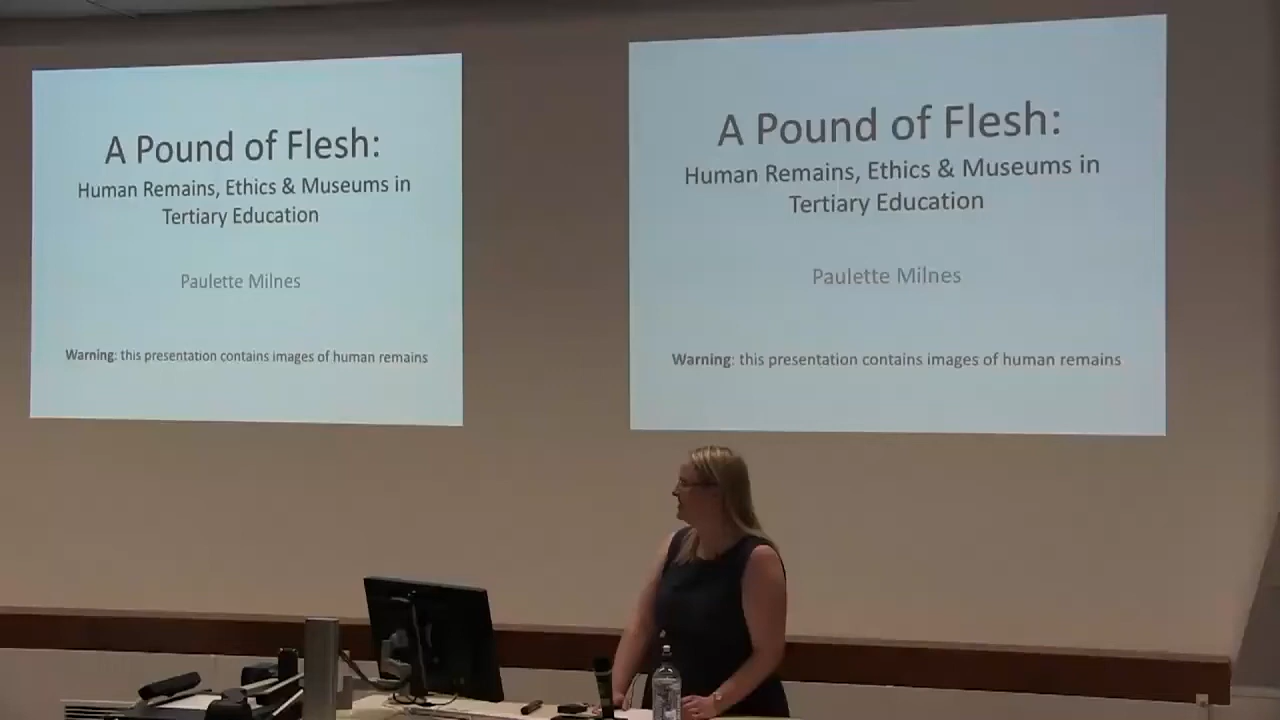 A Pound of Flesh:
Human Remains, Ethics & Museums in
Tertiary Education
Paulette Milnes
Warning: this presentation contains images of human remains
A Pound of Flesh:
Human Remains, Ethics & Museums in
Tertiary Education
Paulette Milnes
Warning: this presentation contains images of human remains